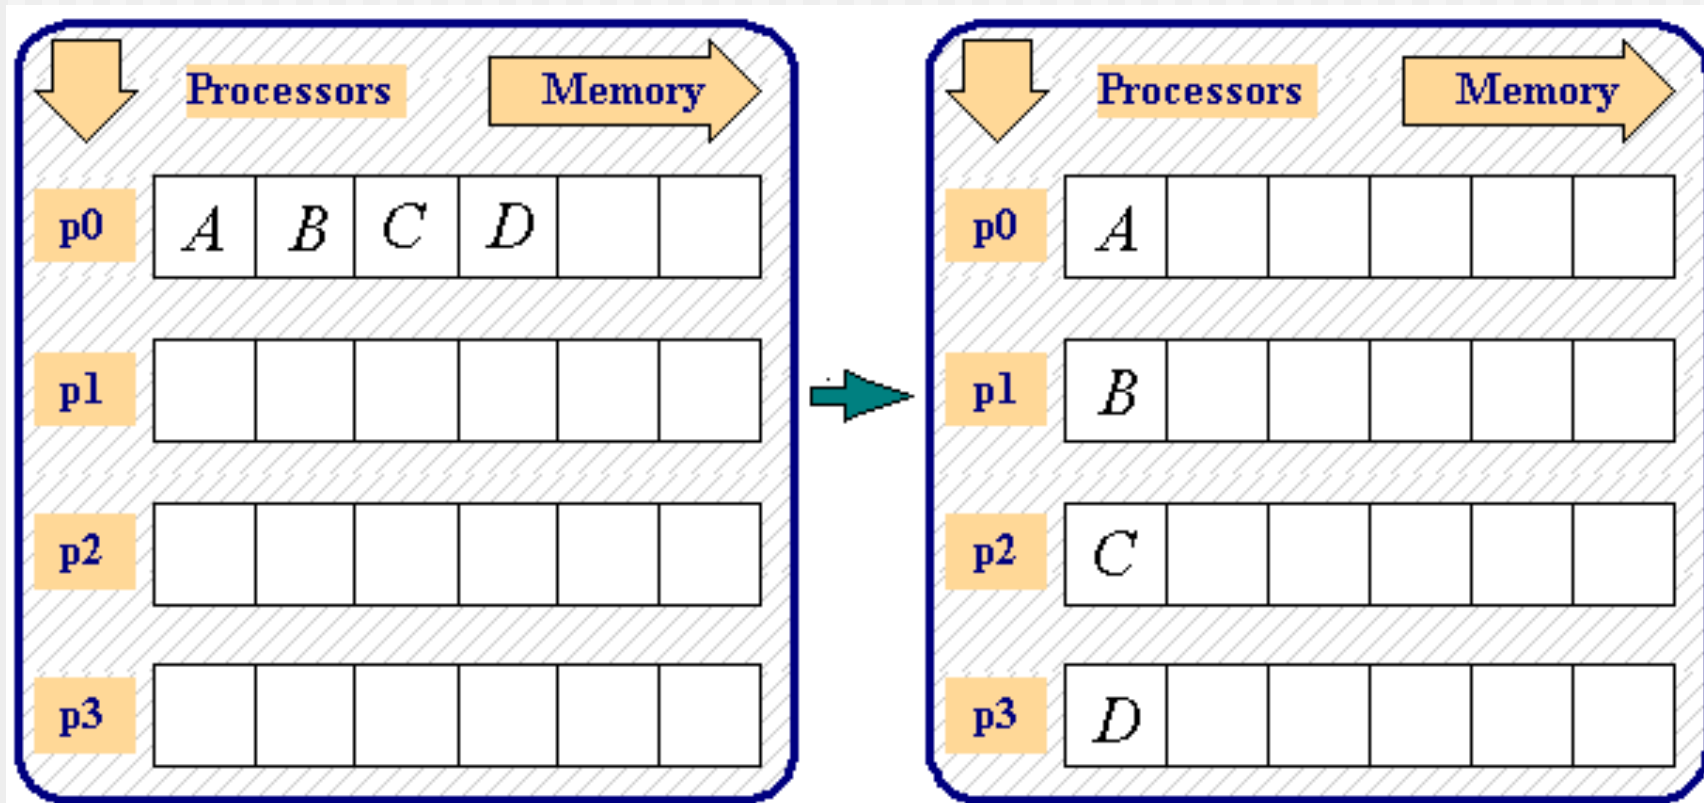 Processors Memory
p0 A B C D
p1
p2
p3
Processors Memory
p0 A
p1 B
p2 C
p3 D